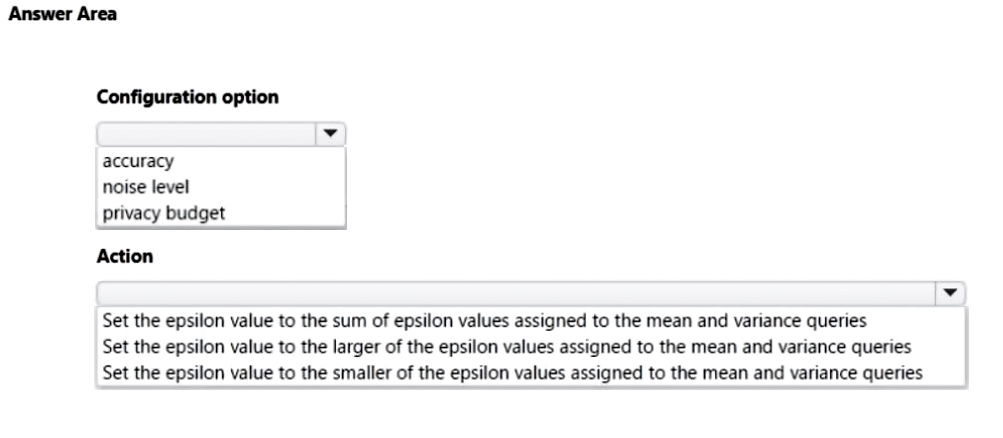 Answer Area
Configuration option
accuracy
noise level
privacy budget
Action
Set the epsilon value to the sum of epsilon values assigned to the mean and variance queries
Set the epsilon value to the larger of the epsilon values assigned to the mean and variance queries
Set the epsilon value to the smaller of the epsilon values assigned to the mean and variance queries